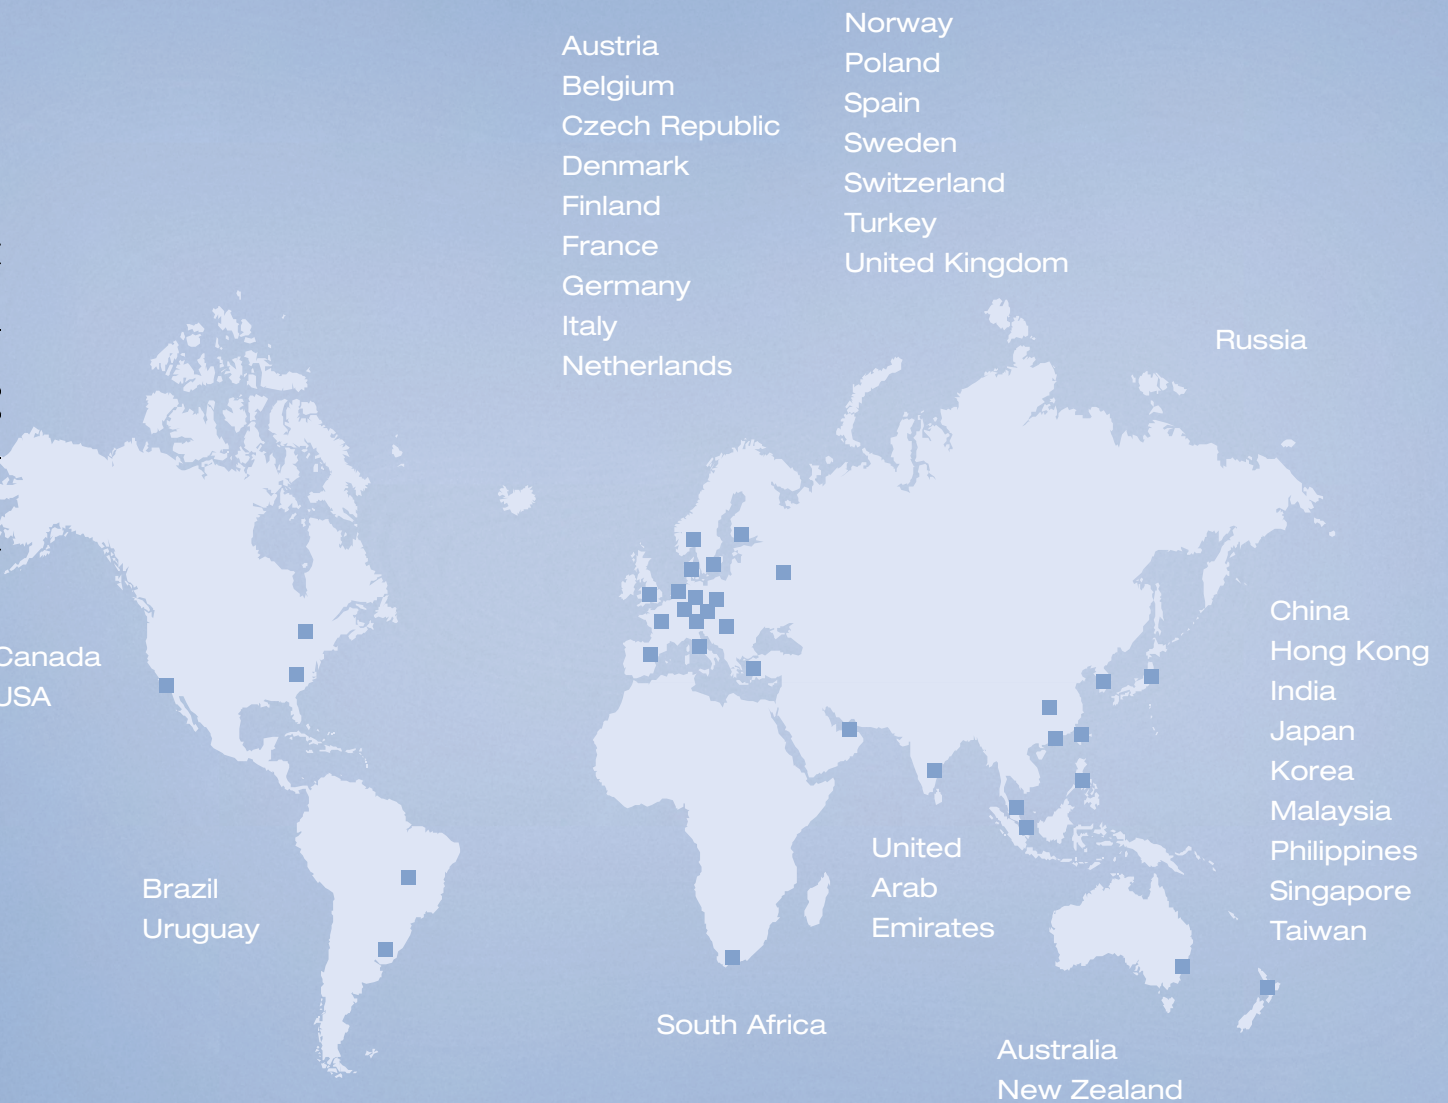 Austria
Belgium
Czech Republic
Denmark
Finland
France
Germany
Italy
Netherlands
Norway
Poland
Spain
Sweden
Switzerland
Turkey
United Kingdom
Russia
Canada
USA
China
Hong Kong
India
Japan
Korea
Malaysia
Philippines
Singapore
Taiwan
Brazil
Uruguay
United
Arab
Emirates
South Africa
Australia
New Zealand